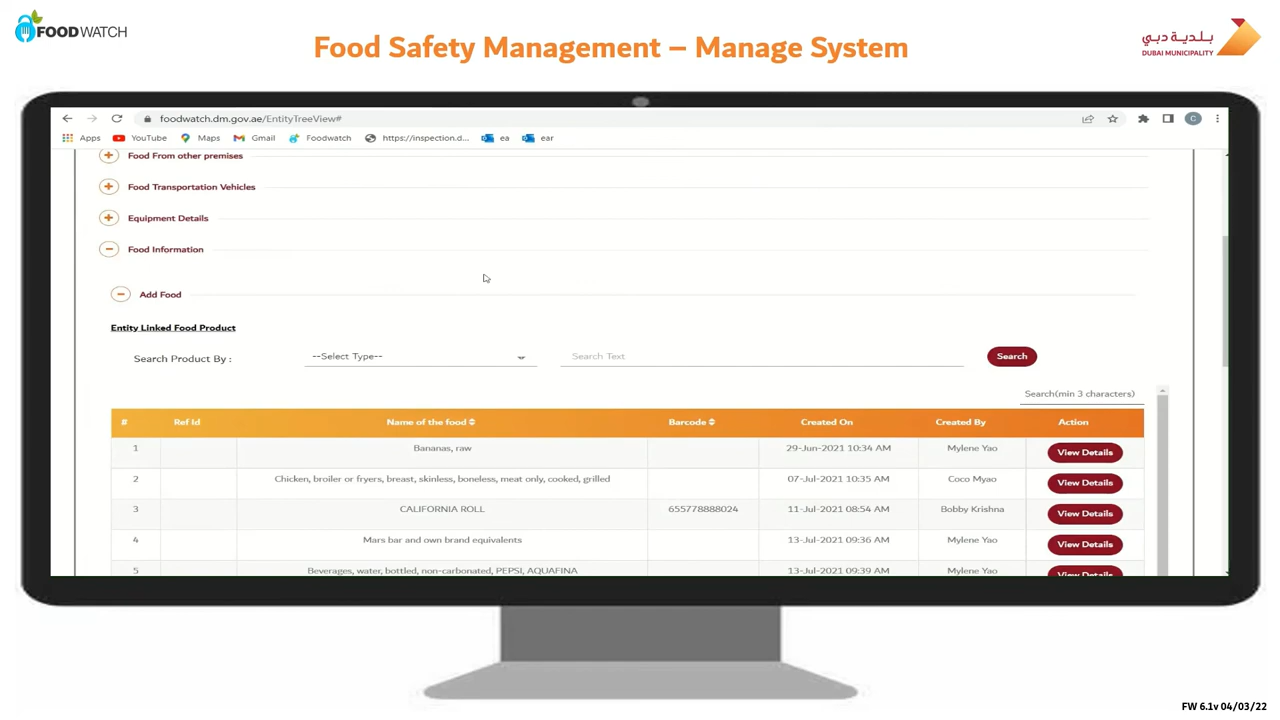 FOODWATCH
Food Safety Management – Manage System
بلدية دبي
DUBAI MUNICIPALITY
foodwatch.dm.gov.ae/EntityTreeView#
C
Apps YouTube Maps Gmail Foodwatch https://inspection.d... ea ear
Food From other premises
Food Transportation Vehicles
Equipment Details
Food Information
Add Food
Entity Linked Food Product
Search Product By : --Select Type-- Search Text Search
Search(min 3 characters)
# Ref Id Name of the food Barcode Created On Created By Action
1 Bananas, raw 29-Jun-2021 10:34 AM Mylene Yao View Details
2 Chicken, broiler or fryers, breast, skinless, boneless, meat only, cooked, grilled 07-Jul-2021 10:35 AM Coco Myao View Details
3 CALIFORNIA ROLL 655778888024 11-Jul-2021 08:54 AM Bobby Krishna View Details
4 Mars bar and own brand equivalents 13-Jul-2021 09:36 AM Mylene Yao View Details
5 Beverages, water, bottled, non-carbonated, PEPSI, AQUAFINA 13-Jul-2021 09:39 AM Mylene Yao View Details
FW 6.1v 04/03/22